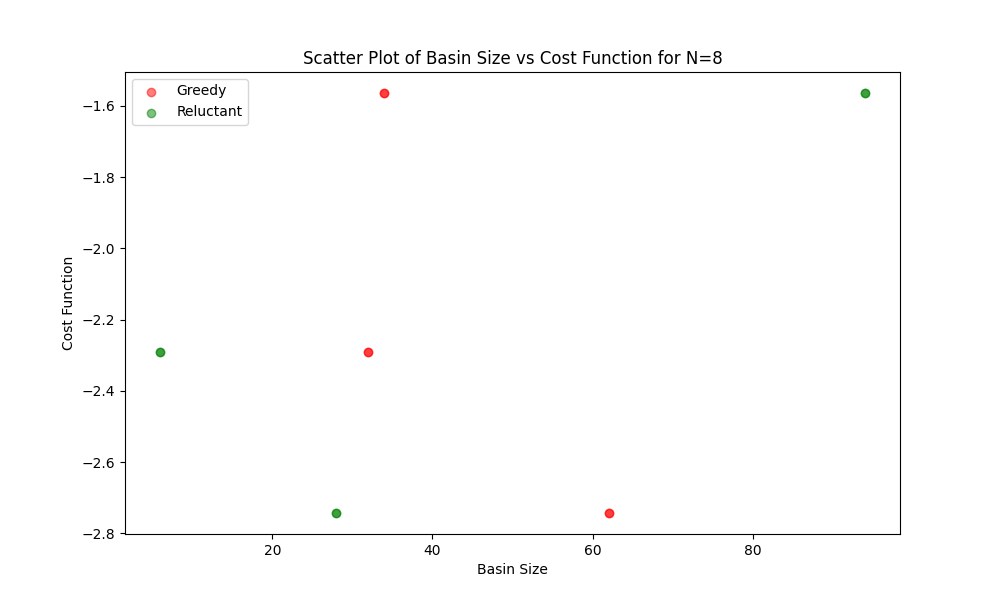 Scatter Plot of Basin Size vs Cost Function for N=8
Greedy
Reluctant
−1.6
−1.8
−2.0
−2.2
−2.4
−2.6
−2.8
Cost Function
20 40 60 80
Basin Size